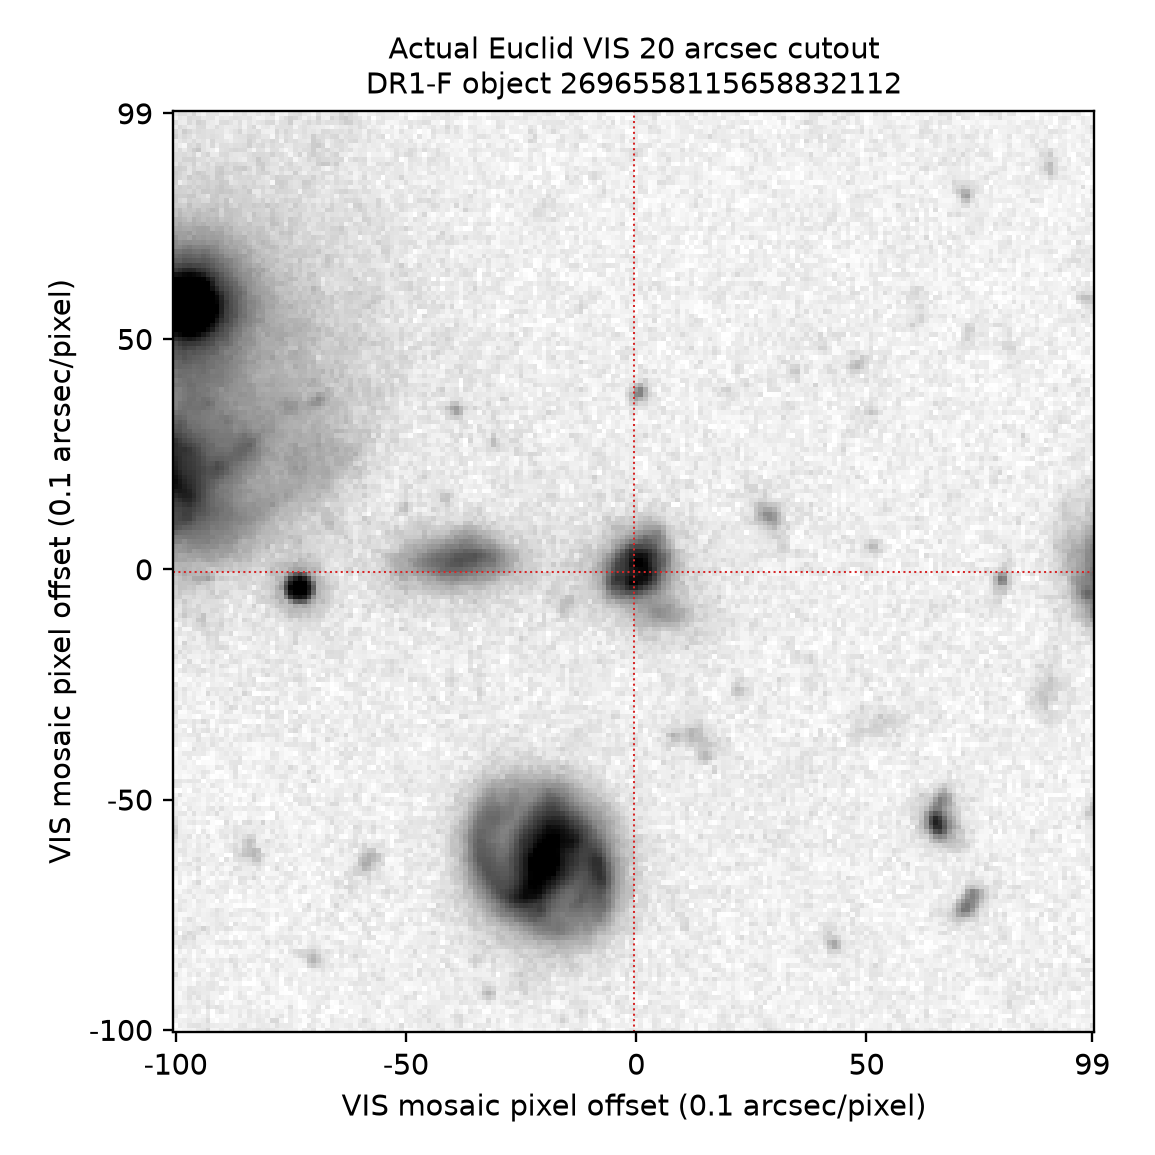 Actual Euclid VIS 20 arcsec cutout
DR1-F object 2696558115658832112
99
50
0
-50
-100
VIS mosaic pixel offset (0.1 arcsec/pixel)
-100 -50 0 50 99
VIS mosaic pixel offset (0.1 arcsec/pixel)